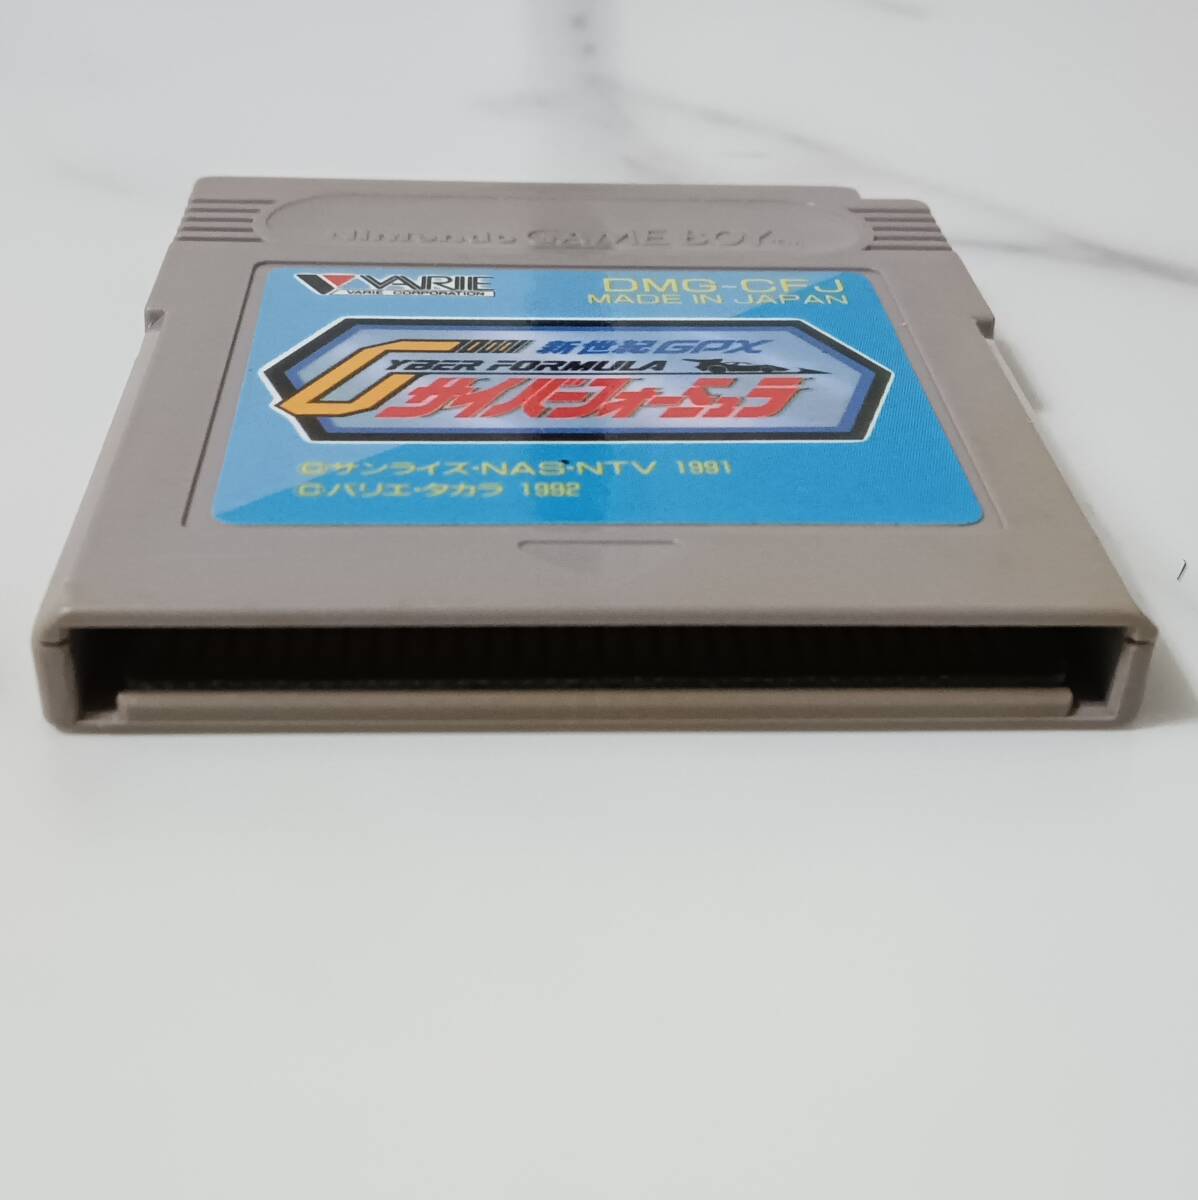 Nintendo GAME BOY TM
VARIE
VARIE CORPORATION
DMG-CFJ
MADE IN JAPAN
新世紀GPX
CYBER FORMULA
サイバーフォーミュラ
©サンライズ・NAS・NTV 1991
©バリエ・タカラ 1992